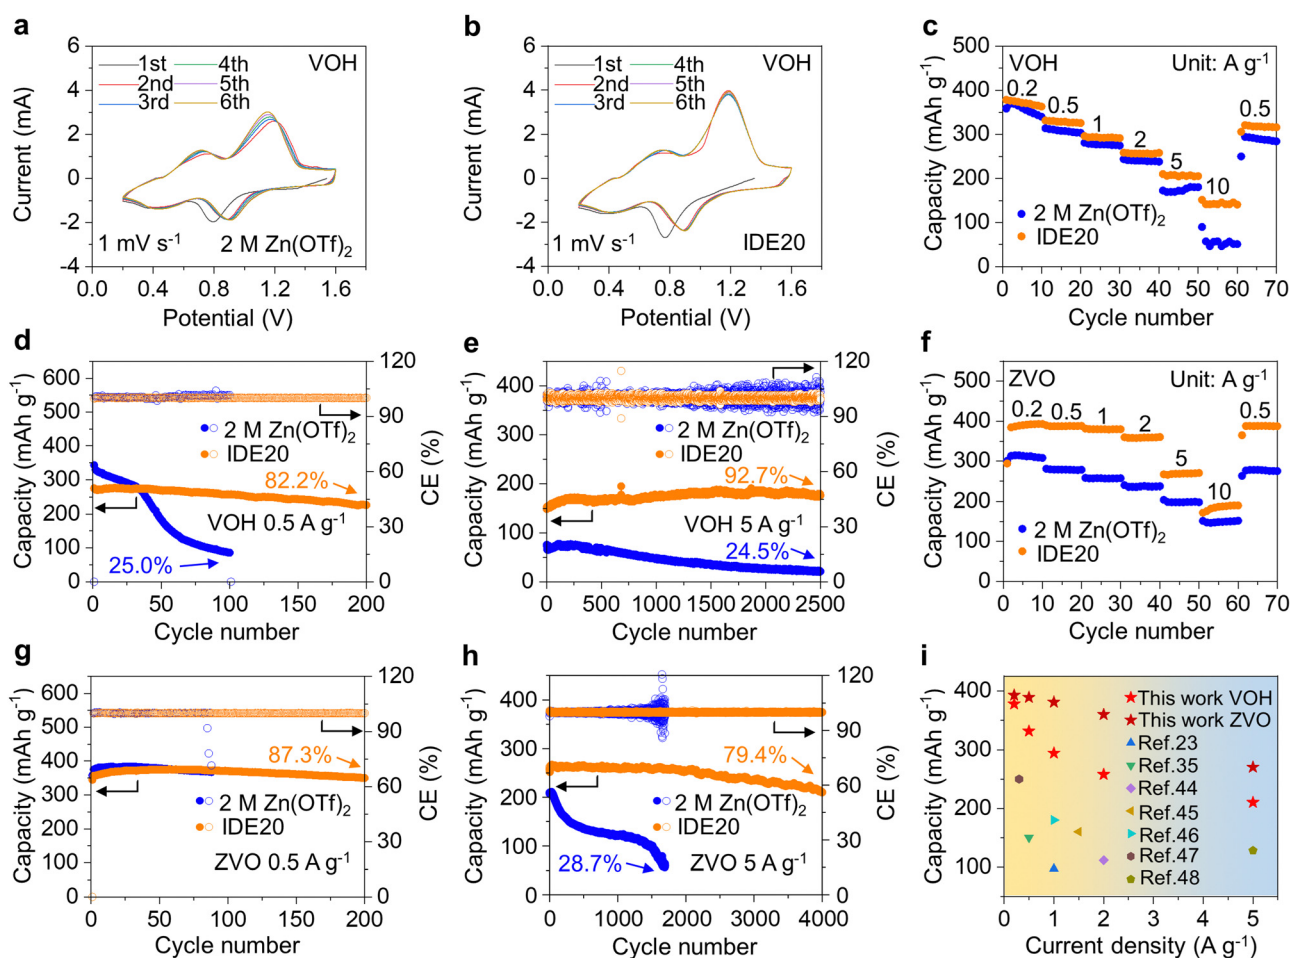 a
6
4
2
0
-2
-4
0.0
0.4
0.8
1.2
1.6
Current (mA)
Potential (V)
1st
2nd
3rd
4th
5th
6th
VOH
1 mV s⁻¹
2 M Zn(OTf)₂
b
6
4
2
0
-2
-4
0.0
0.4
0.8
1.2
1.6
Current (mA)
Potential (V)
1st
2nd
3rd
4th
5th
6th
VOH
1 mV s⁻¹
IDE20
c
500
400
300
200
100
0
0
10
20
30
40
50
60
70
Capacity (mAh g⁻¹)
Cycle number
VOH
Unit: A g⁻¹
0.2
0.5
1
2
5
10
0.5
2 M Zn(OTf)₂
IDE20
d
600
500
400
300
200
100
0
120
90
60
30
0
0
50
100
150
200
Capacity (mAh g⁻¹)
CE (%)
Cycle number
2 M Zn(OTf)₂
IDE20
82.2%
VOH 0.5 A g⁻¹
25.0%
e
400
350
300
250
200
150
100
50
0
120
90
60
30
0
0
500
1000
1500
2000
2500
Capacity (mAh g⁻¹)
CE (%)
Cycle number
2 M Zn(OTf)₂
IDE20
92.7%
VOH 5 A g⁻¹
24.5%
f
500
400
300
200
100
0
0
10
20
30
40
50
60
70
Capacity (mAh g⁻¹)
Cycle number
ZVO
Unit: A g⁻¹
0.2
0.5
1
2
5
10
0.5
2 M Zn(OTf)₂
IDE20
g
600
500
400
300
200
100
0
120
90
60
30
0
0
50
100
150
200
Capacity (mAh g⁻¹)
CE (%)
Cycle number
87.3%
2 M Zn(OTf)₂
IDE20
ZVO 0.5 A g⁻¹
h
400
350
300
250
200
150
100
50
0
120
90
60
30
0
0
500
1000
1500
2000
2500
3000
4000
Capacity (mAh g⁻¹)
CE (%)
Cycle number
79.4%
2 M Zn(OTf)₂
IDE20
28.7%
ZVO 5 A g⁻¹
i
400
300
200
100
0
1
2
3
4
5
Capacity (mAh g⁻¹)
Current density (A g⁻¹)
This work VOH
This work ZVO
Ref.23
Ref.35
Ref.44
Ref.45
Ref.46
Ref.47
Ref.48